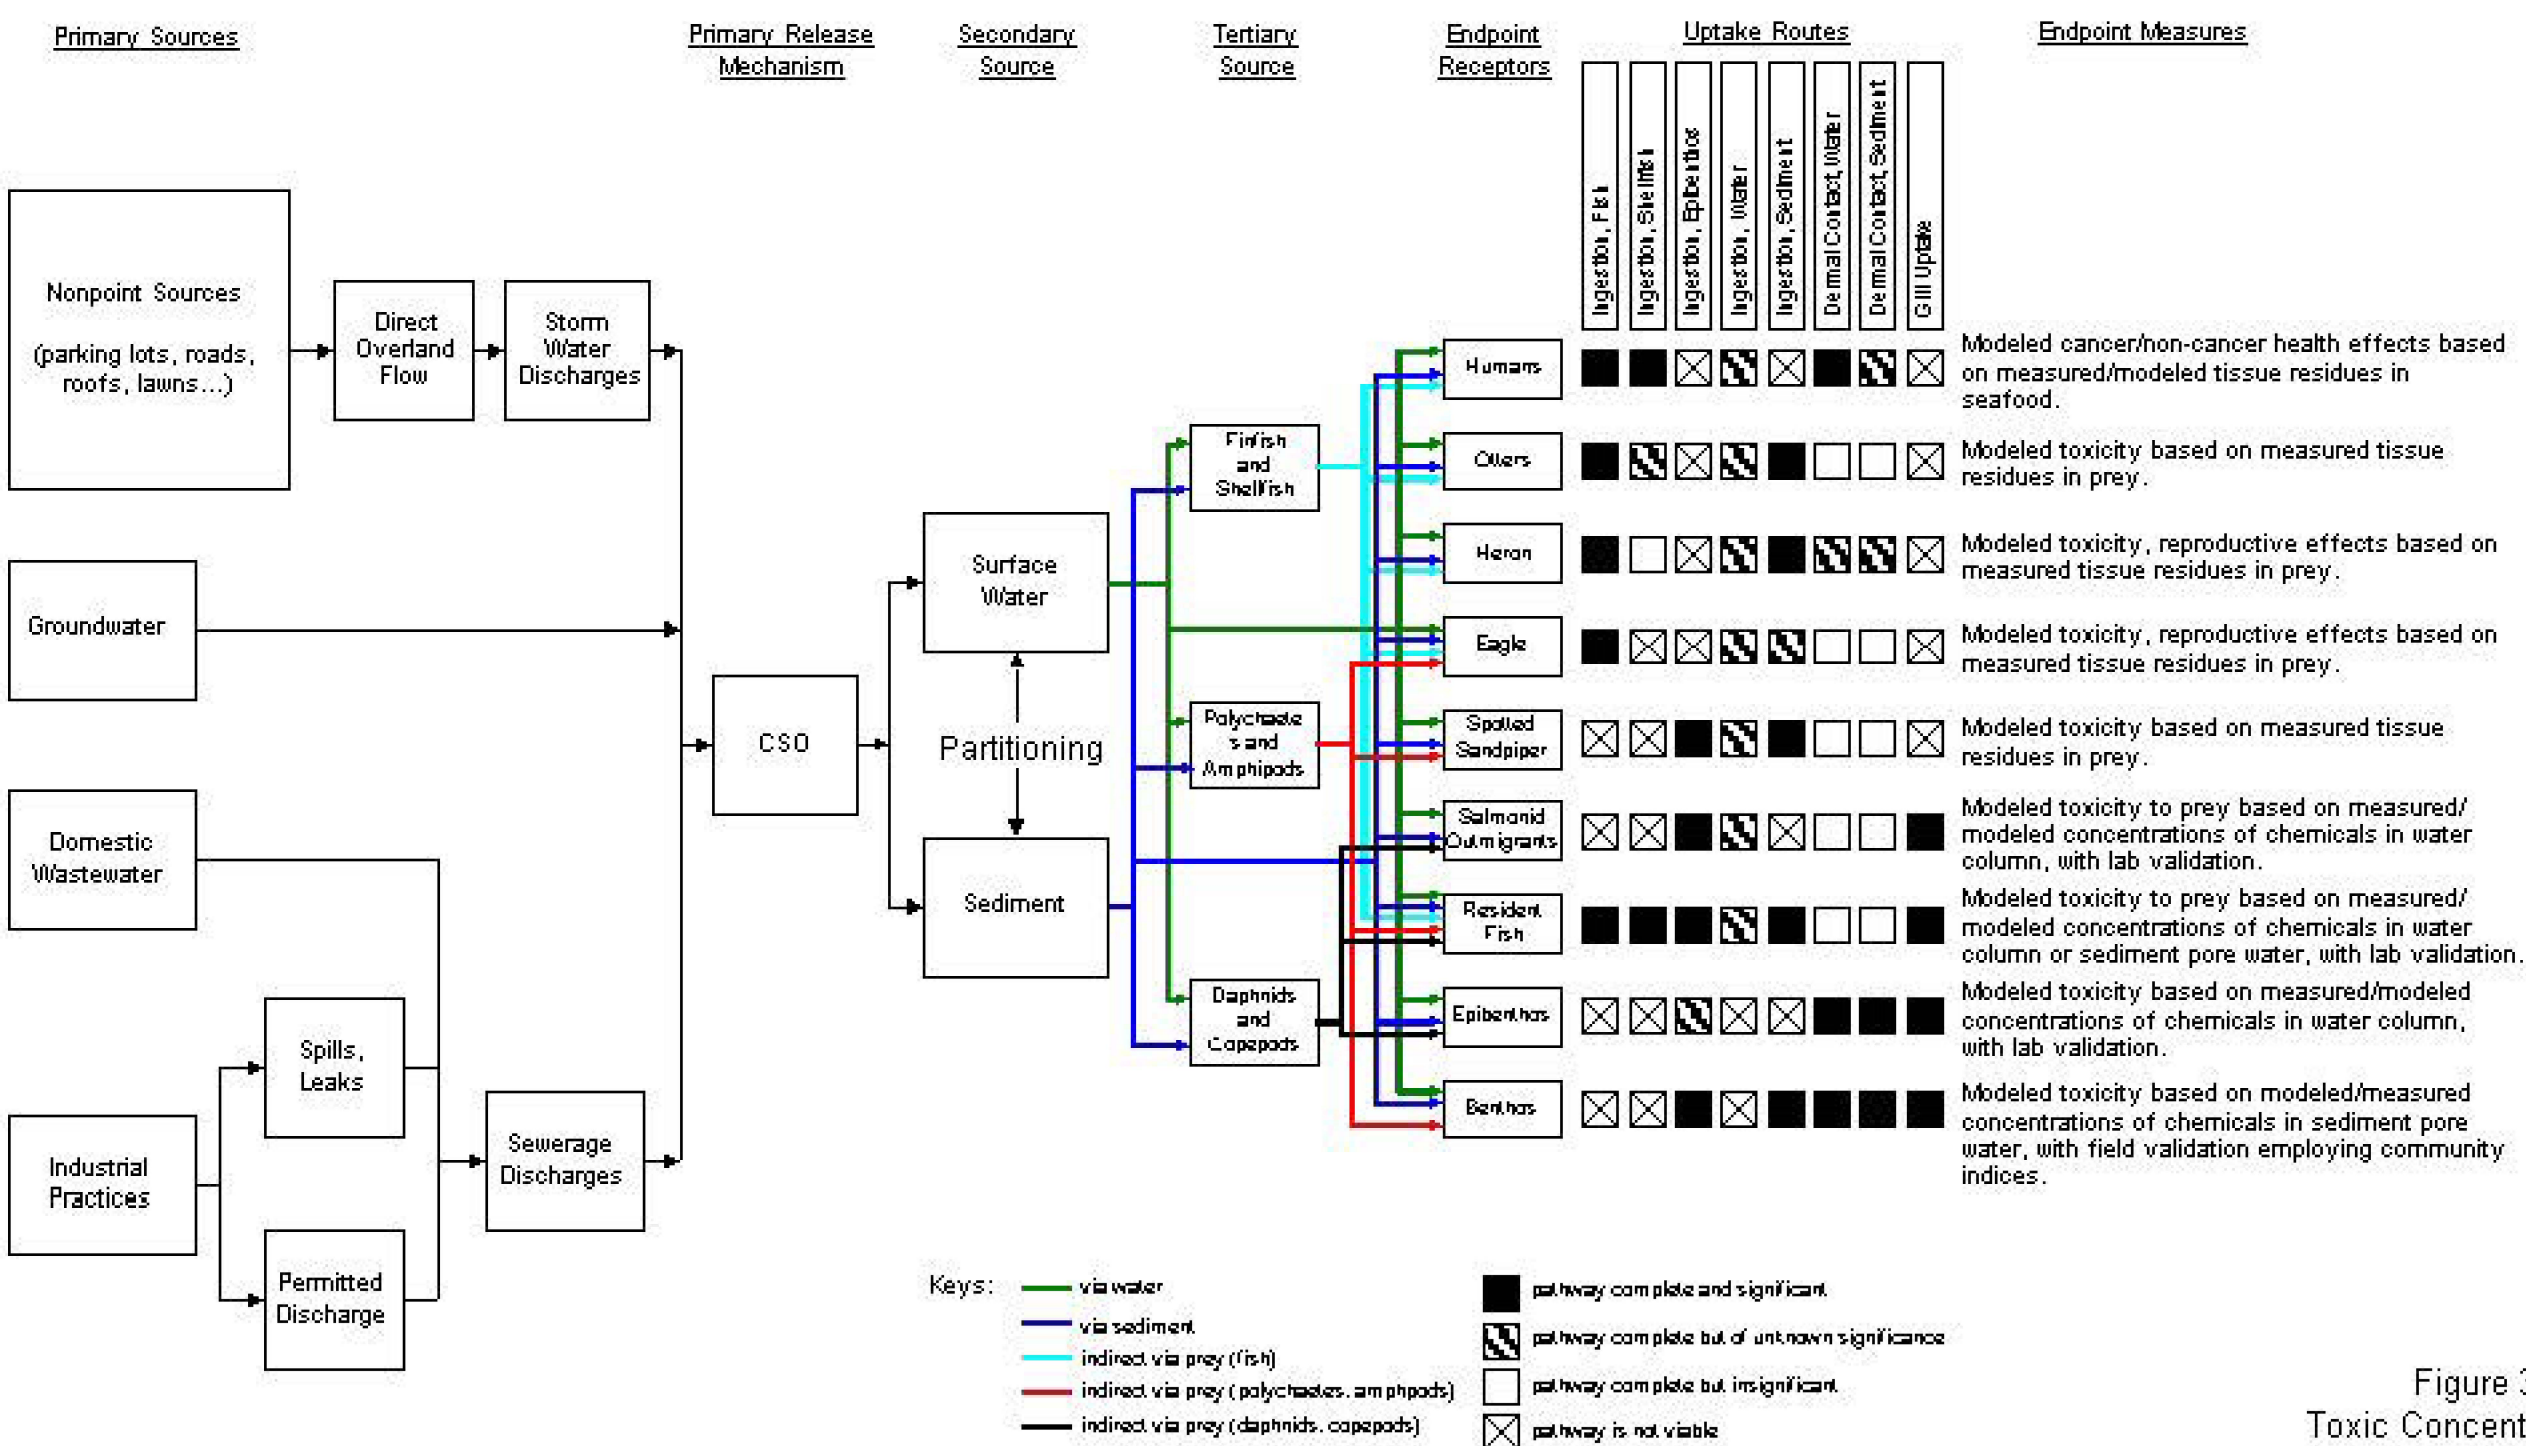 Primary Sources
Primary Release
Mechanism
Secondary
Source
Tertiary
Source
Endpoint
Receptors
Uptake Routes
Endpoint Measures
Ingestion, Fish
Ingestion, Shellfish
Ingestion, Epibenthos
Ingestion, Water
Ingestion, Sediment
Dermal Contact, Water
Dermal Contact, Sediment
Gill Uptake
Nonpoint Sources
(parking lots, roads,
roofs, lawns...)
Direct
Overland
Flow
Storm
Water
Discharges
Groundwater
Domestic
Wastewater
Spills,
Leaks
Industrial
Practices
Permitted
Discharge
Sewerage
Discharges
CSO
Surface
Water
Partitioning
Sediment
Finfish
and
Shellfish
Polychaete
s and
Amphipods
Daphnids
and
Copepods
Humans
Modeled cancer/non-cancer health effects based
on measured/modeled tissue residues in
seafood.
Otters
Modeled toxicity based on measured tissue
residues in prey.
Heron
Modeled toxicity, reproductive effects based on
measured tissue residues in prey.
Eagle
Modeled toxicity, reproductive effects based on
measured tissue residues in prey.
Spotted
Sandpiper
Modeled toxicity based on measured tissue
residues in prey.
Salmonid
Outmigrants
Modeled toxicity to prey based on measured/
modeled concentrations of chemicals in water
column, with lab validation.
Resident
Fish
Modeled toxicity to prey based on measured/
modeled concentrations of chemicals in water
column or sediment pore water, with lab validation.
Epibenthos
Modeled toxicity based on measured/modeled
concentrations of chemicals in water column,
with lab validation.
Benthos
Modeled toxicity based on modeled/measured
concentrations of chemicals in sediment pore
water, with field validation employing community
indices.
Keys:
via water
via sediment
indirect via prey (fish)
indirect via prey (polychaetes, amphpods)
indirect via prey (daphnids, copepods)
pathway complete and significant
pathway complete but of unknown significance
pathway complete but insignificant
pathway is not viable
Figure 3
Toxic Concent